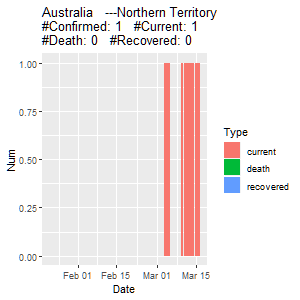 Australia   ---Northern Territory
#Confirmed: 1   #Current: 1
#Death: 0   #Recovered: 0
1.00
0.75
0.50
0.25
0.00
Num
Feb 01 Feb 15 Mar 01 Mar 15
Date
Type
current
death
recovered